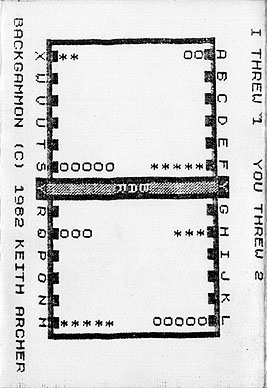 I THREW 1 YOU THREW 2
A B C D E F Y G H I J K L
BAR
X W V U T S R Q P O N M
BACKGAMMON (C) 1982 KEITH ARCHER